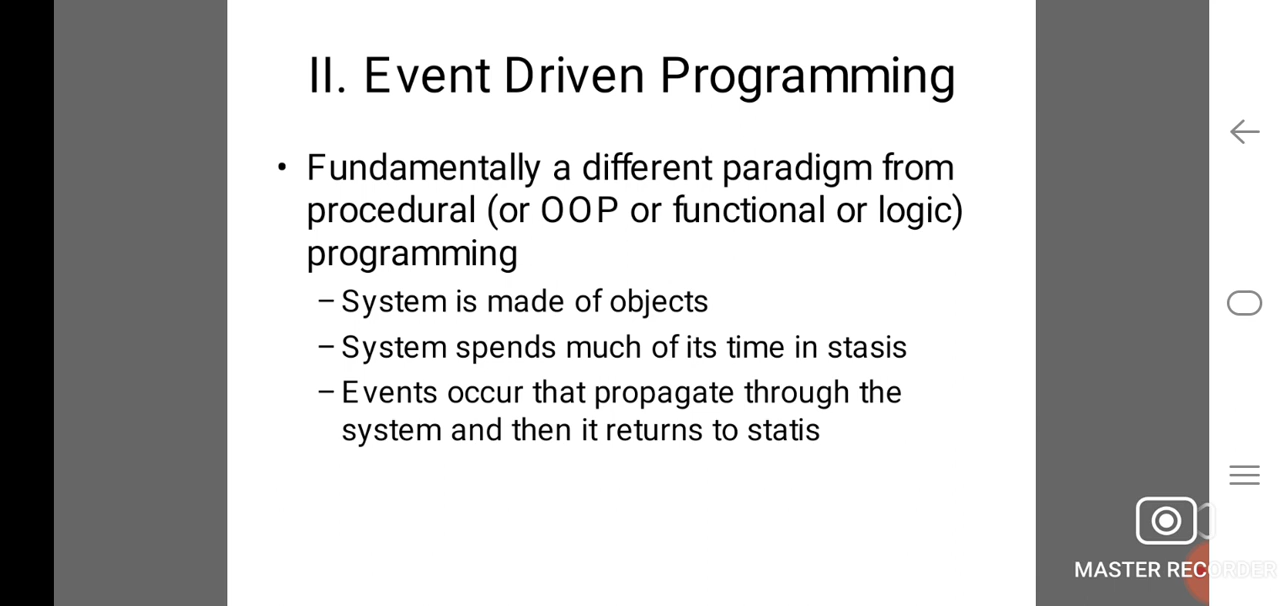 II. Event Driven Programming
• Fundamentally a different paradigm from
procedural (or OOP or functional or logic)
programming
– System is made of objects
– System spends much of its time in stasis
– Events occur that propagate through the
system and then it returns to statis
MASTER RECORDER